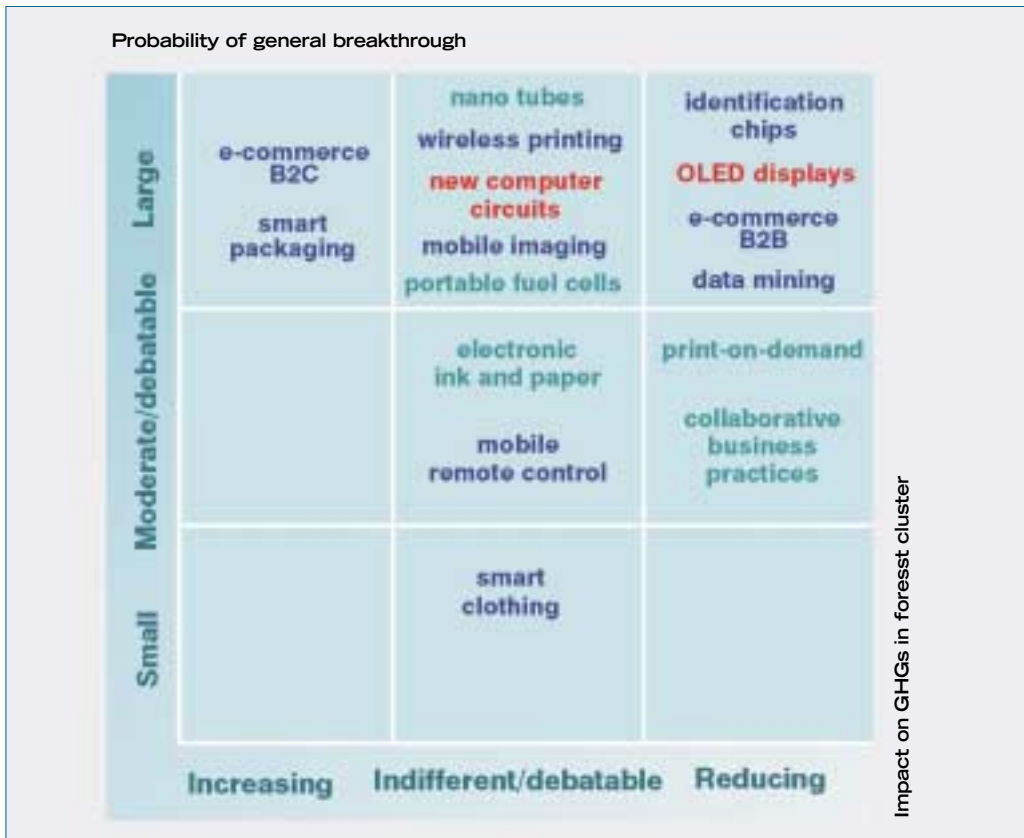 Probability of general breakthrough
Large
e-commerce
B2C
smart
packaging
nano tubes
wireless printing
new computer
circuits
mobile imaging
portable fuel cells
identification
chips
OLED displays
e-commerce
B2B
data mining
Moderate/debatable
electronic
ink and paper
mobile
remote control
print-on-demand
collaborative
business
practices
Small
smart
clothing
Increasing
Indifferent/debatable
Reducing
Impact on GHGs in foresst cluster